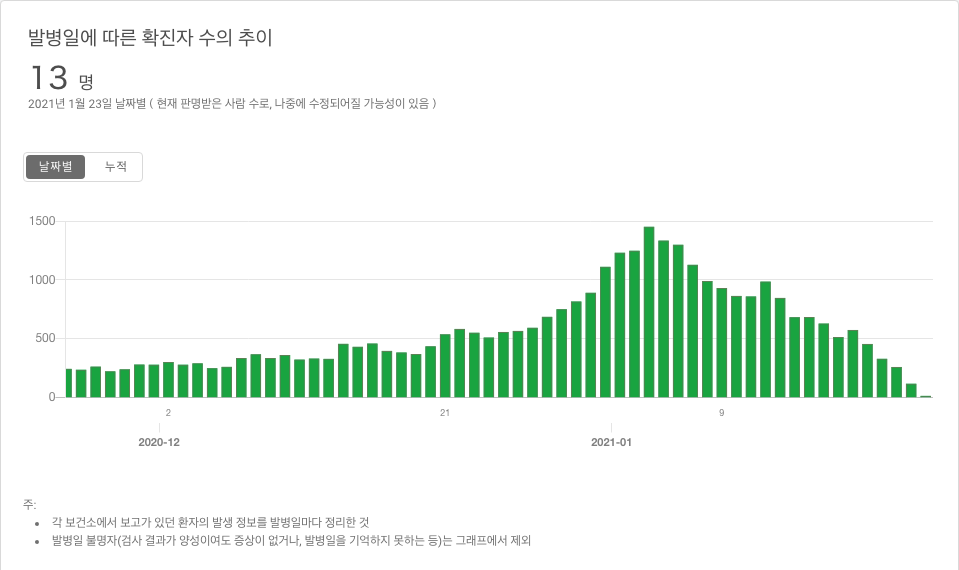 발병일에 따른 확진자 수의 추이
13 명
2021년 1월 23일 날짜별 ( 현재 판명받은 사람 수로, 나중에 수정되어질 가능성이 있음 )
날짜별 누적
1500
1000
500
0
2 21 9
2020-12 2021-01
주:
• 각 보건소에서 보고가 있던 환자의 발생 정보를 발병일마다 정리한 것
• 발병일 불명자(검사 결과가 양성이여도 증상이 없거나, 발병일을 기억하지 못하는 등)는 그래프에서 제외